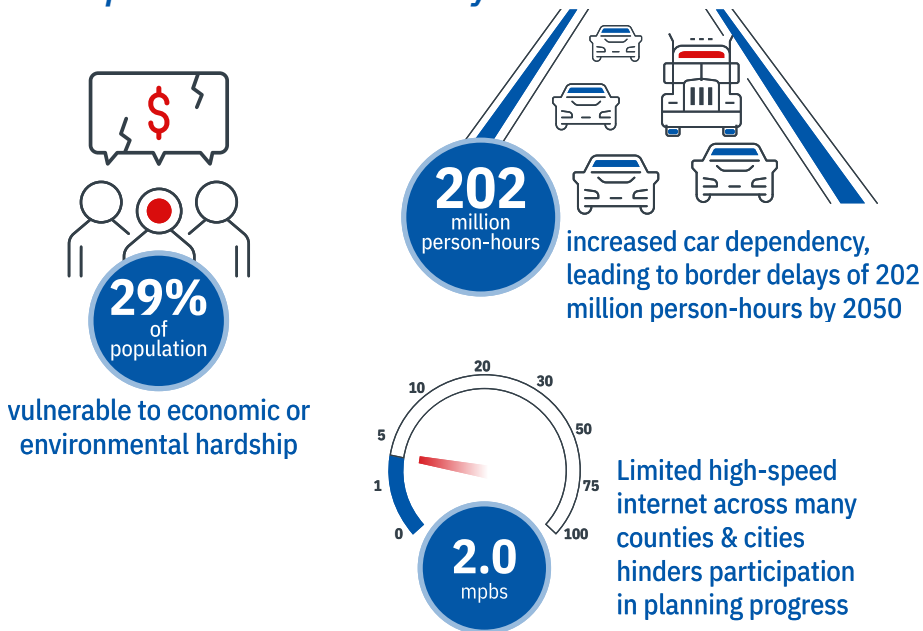 $
29%
of
population
vulnerable to economic or
environmental hardship
202
million
person-hours
increased car dependency,
leading to border delays of 202
million person-hours by 2050
0
1
5
10
20
30
50
75
100
2.0
mpbs
Limited high-speed
internet across many
counties & cities
hinders participation
in planning progress